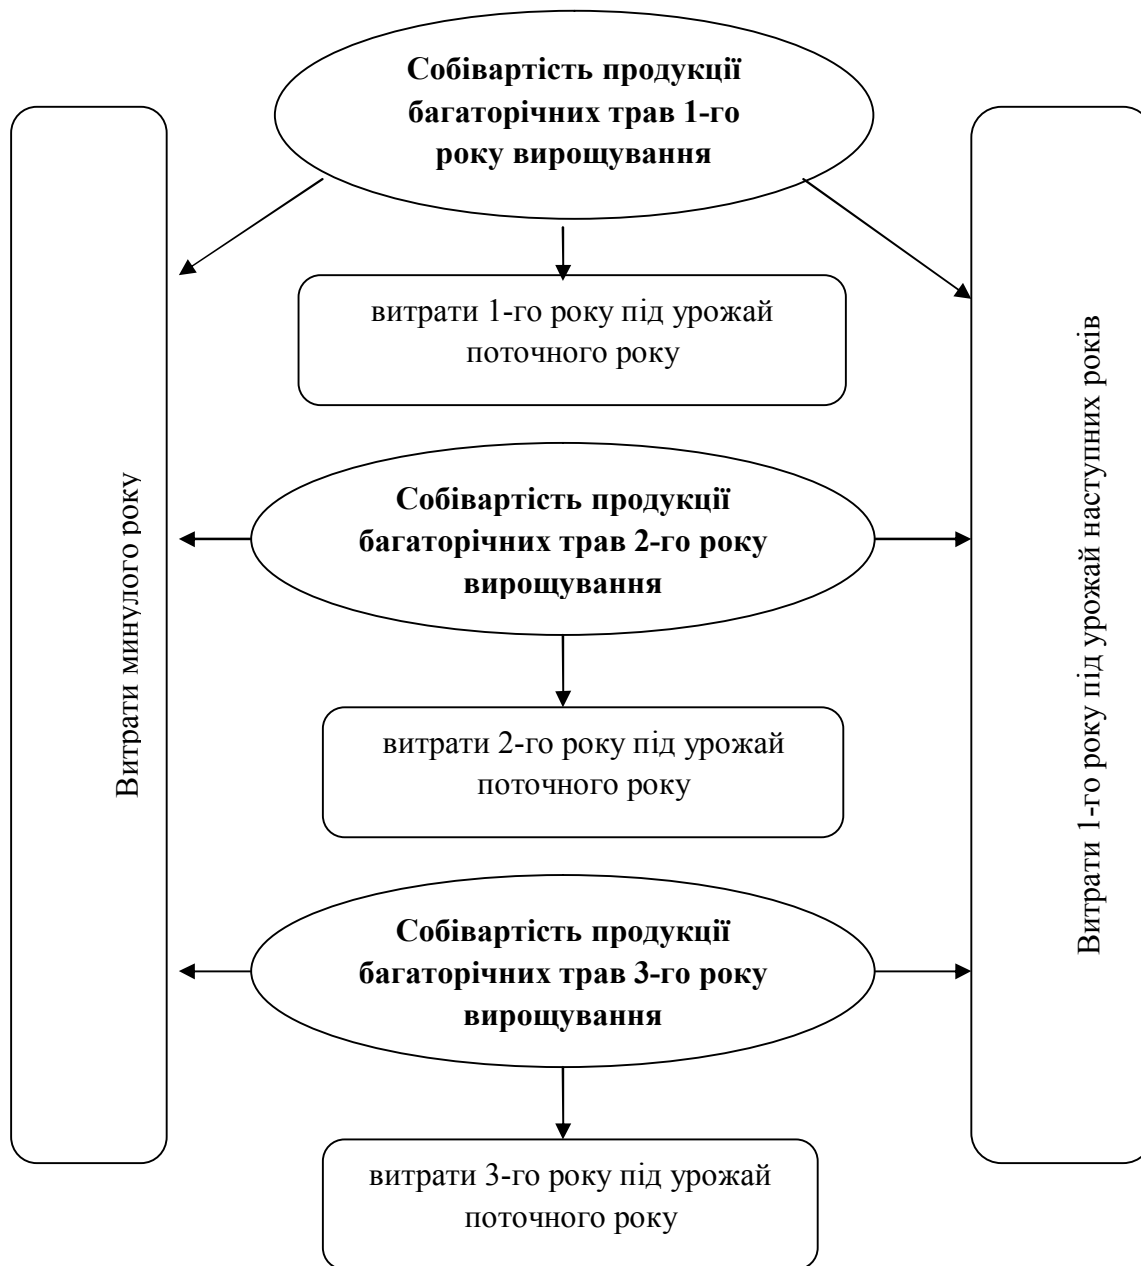 Собівартість продукції
багаторічних трав 1-го
року вирощування
витрати 1-го року під урожай
поточного року
Витрати минулого року
Собівартість продукції
багаторічних трав 2-го року
вирощування
Витрати 1-го року під урожай наступних років
витрати 2-го року під урожай
поточного року
Собівартість продукції
багаторічних трав 3-го року
вирощування
витрати 3-го року під урожай
поточного року